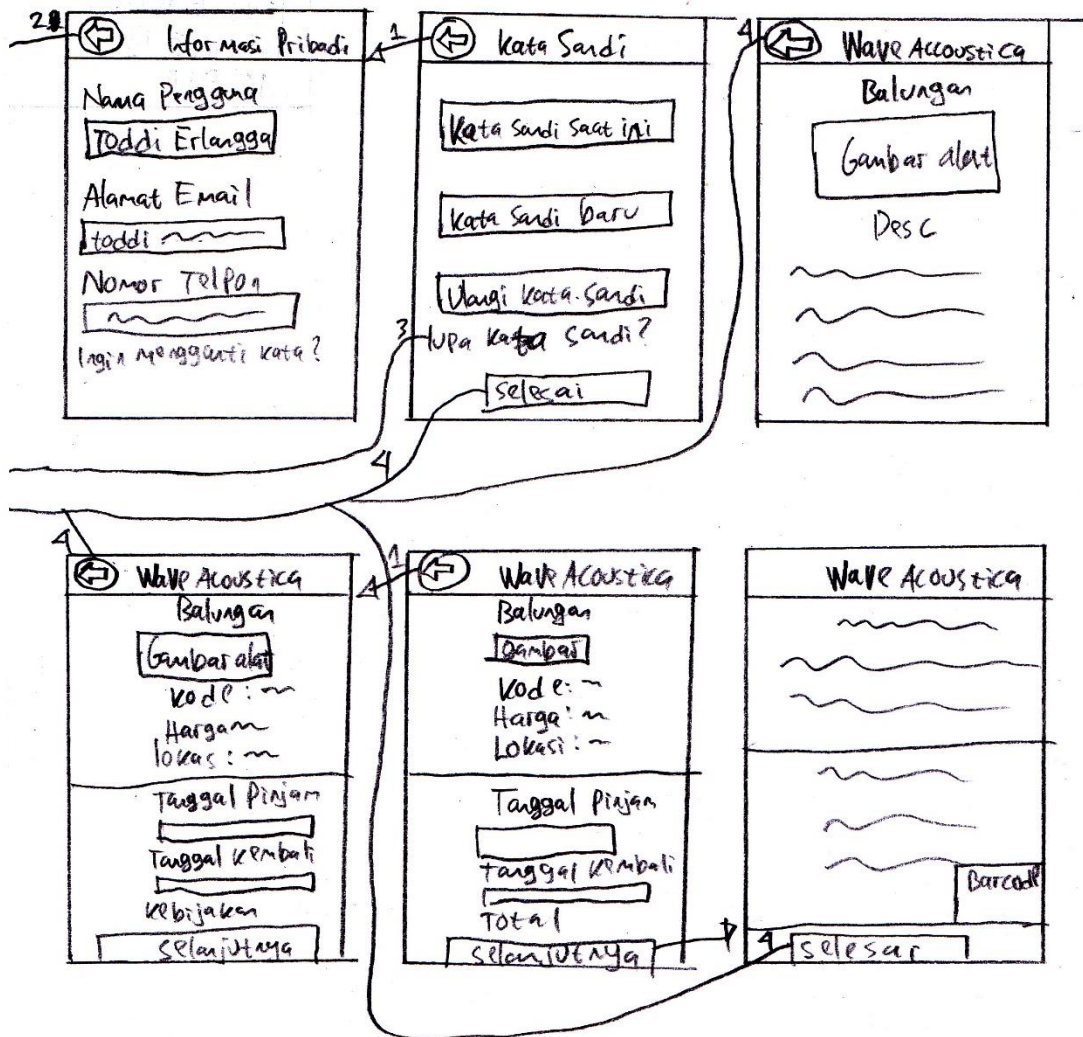 2
Informasi Pribadi
Nama Pengguna
Toddi Erlangga
Alamat Email
toddi
Nomor Telpon
Ingin mengganti kata?
1
Kata Sandi
Kata Sandi Saat ini
Kata Sandi baru
Ulangi kata sandi
3
lupa kata Sandi?
Selesai
4
4
Wave Accoustica
Balungan
Gambar alat
Desc
4
Wave Acoustica
Balungan
Gambar alat
Kode :
Harga
lokas :
Tanggal Pinjam
Tanggal Kembali
Kebijakan
Selanjutnya
1
Wave Acoustica
Balungan
Gambar
Kode :
Harga :
Lokasi :
Tanggal Pinjam
Tanggal Kembali
Total
Selanjutnya
Wave Acoustica
Barcode
4
Selesai